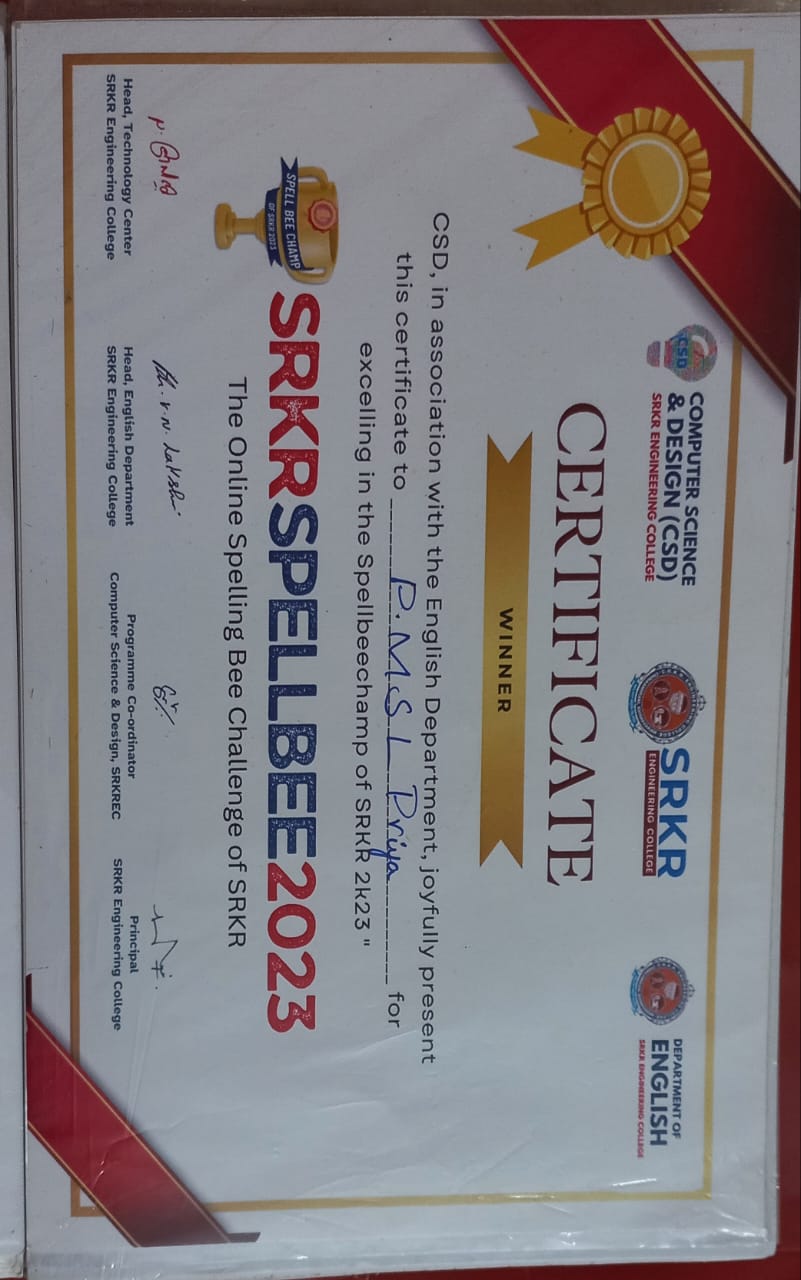 COMPUTER SCIENCE
& DESIGN (CSD)
SRKR ENGINEERING COLLEGE
CSD
SRKR
ENGINEERING COLLEGE
DEPARTMENT OF
ENGLISH
SRKR ENGINEERING COLLEGE
CERTIFICATE
WINNER
CSD, in association with the English Department, joyfully present
this certificate to P. M S L Priya for
excelling in the Spellbeechamp of SRKR 2k23 "
SPELL BEE CHAMP
OF SRKR 2023
SRKRSPELLBEE2023
The Online Spelling Bee Challenge of SRKR
Head, Technology Center
SRKR Engineering College
Head, English Department
SRKR Engineering College
Programme Co-ordinator
Computer Science & Design, SRKREC
Principal
SRKR Engineering College